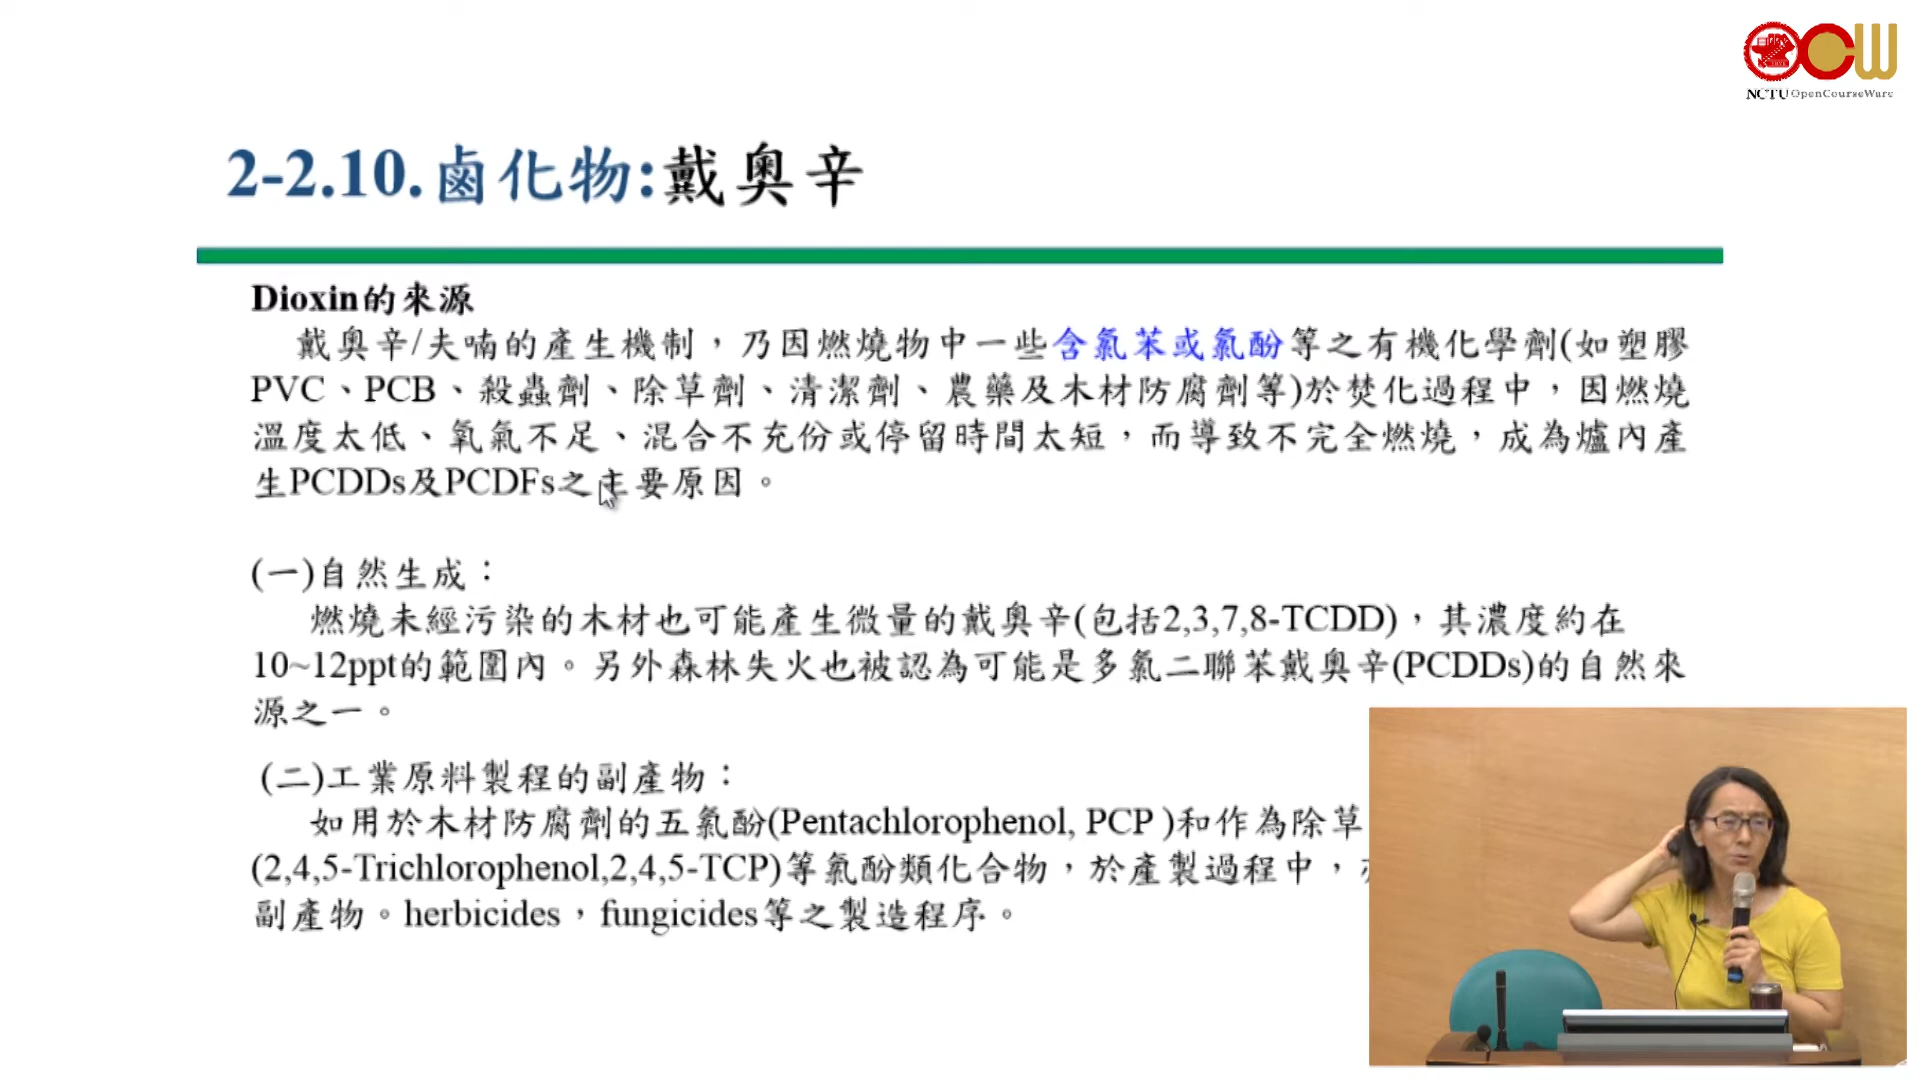 NCTU OpenCourseWare
2-2.10.鹵化物:戴奧辛
Dioxin的來源
戴奧辛/夫喃的產生機制，乃因燃燒物中一些含氯苯或氯酚等之有機化學劑(如塑膠
PVC、PCB、殺蟲劑、除草劑、清潔劑、農藥及木材防腐劑等)於焚化過程中，因燃燒
溫度太低、氧氣不足、混合不充份或停留時間太短，而導致不完全燃燒，成為爐內產
生PCDDs及PCDFs之主要原因。
(一)自然生成：
燃燒未經污染的木材也可能產生微量的戴奧辛(包括2,3,7,8-TCDD)，其濃度約在
10~12ppt的範圍內。另外森林失火也被認為可能是多氯二聯苯戴奧辛(PCDDs)的自然來
源之一。
(二)工業原料製程的副產物：
如用於木材防腐劑的五氯酚(Pentachlorophenol, PCP )和作為除草
(2,4,5-Trichlorophenol,2,4,5-TCP)等氯酚類化合物，於產製過程中，
副產物。herbicides，fungicides等之製造程序。